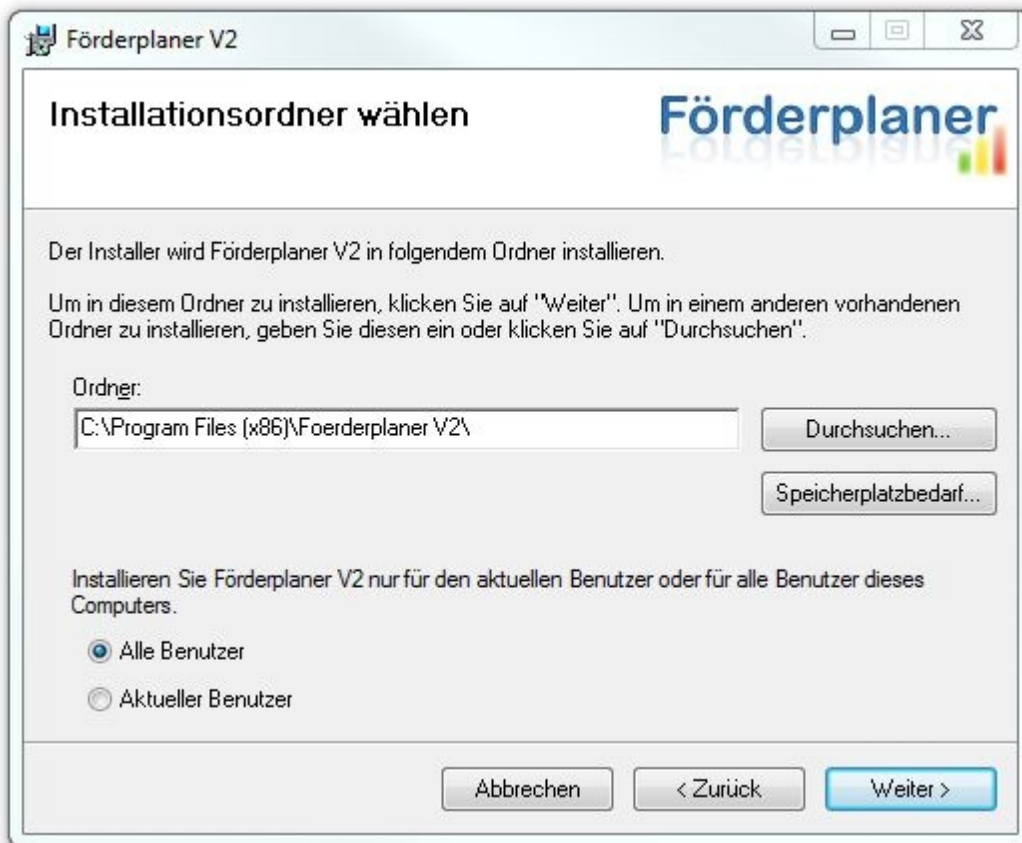 Förderplaner V2
Installationsordner wählen
Förderplaner
Der Installer wird Förderplaner V2 in folgendem Ordner installieren.
Um in diesem Ordner zu installieren, klicken Sie auf "Weiter". Um in einem anderen vorhandenen
Ordner zu installieren, geben Sie diesen ein oder klicken Sie auf "Durchsuchen".
Ordner:
C:\Program Files (x86)\Foerderplaner V2\
Durchsuchen...
Speicherplatzbedarf...
Installieren Sie Förderplaner V2 nur für den aktuellen Benutzer oder für alle Benutzer dieses
Computers.
Alle Benutzer
Aktueller Benutzer
Abbrechen
< Zurück
Weiter >